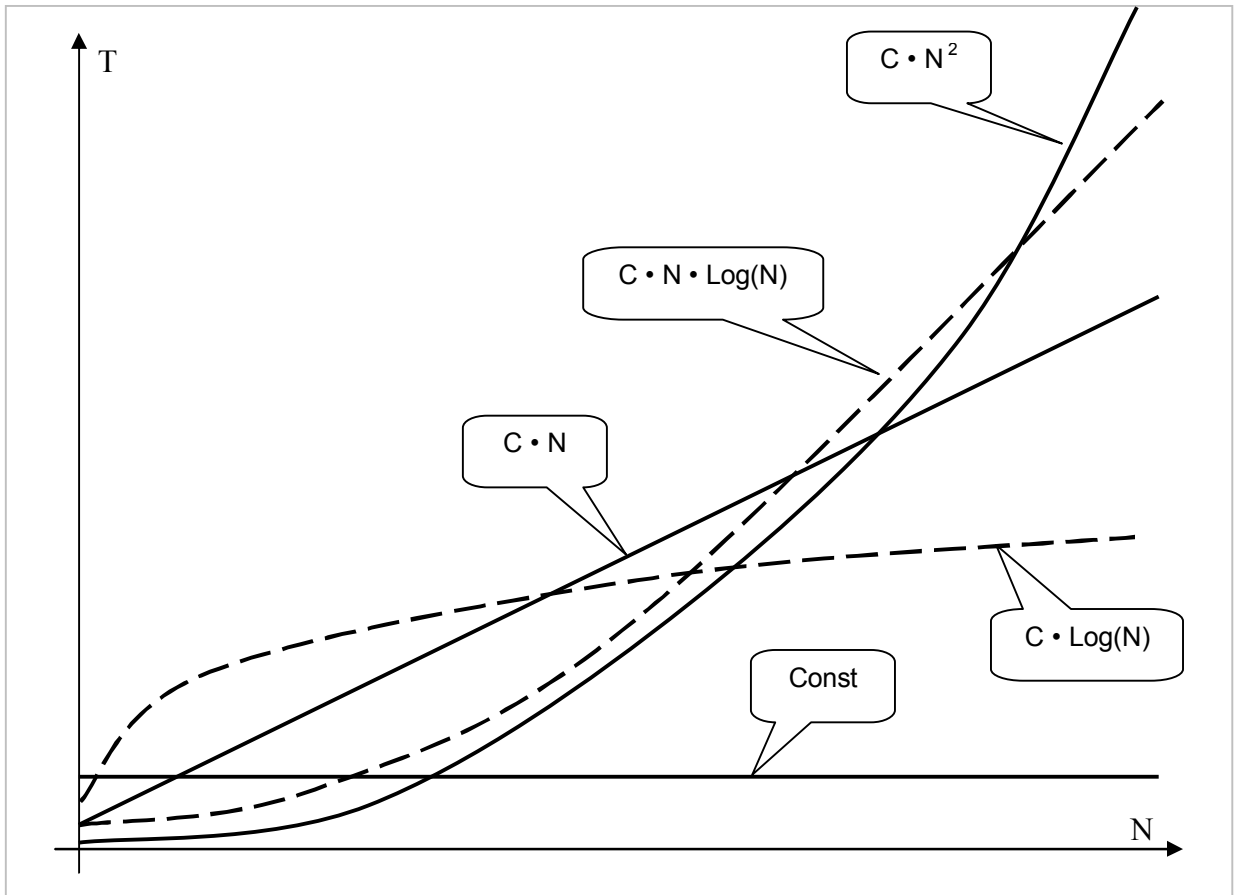 T
C • N²
C • N • Log(N)
C • N
C • Log(N)
Const
N